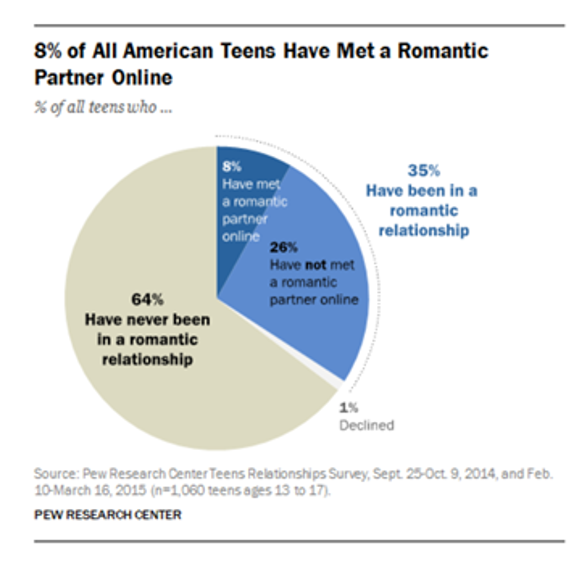 8% of All American Teens Have Met a Romantic
Partner Online
% of all teens who ...
8%
Have met
a romantic
partner
online
26%
Have not met
a romantic
partner online
35%
Have been in a
romantic
relationship
64%
Have never been
in a romantic
relationship
1%
Declined
Source: Pew Research Center Teens Relationships Survey, Sept. 25-Oct. 9, 2014, and Feb.
10-March 16, 2015 (n=1,060 teens ages 13 to 17).
PEW RESEARCH CENTER